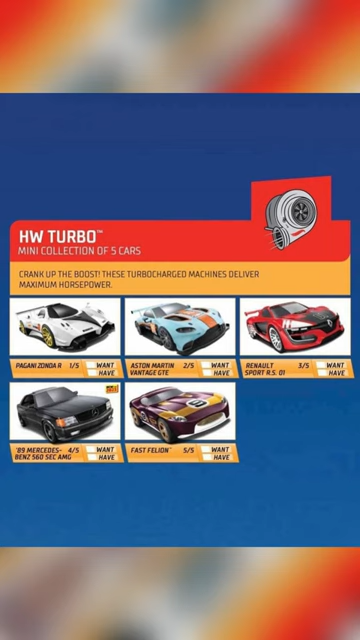 HW TURBO™
MINI COLLECTION OF 5 CARS
CRANK UP THE BOOST! THESE TURBOCHARGED MACHINES DELIVER
MAXIMUM HORSEPOWER.
PAGANI ZONDA R 1/5 WANT
HAVE
ASTON MARTIN 2/5 WANT
VANTAGE GTE HAVE
RENAULT 3/5 WANT
SPORT R.S. 01 HAVE
'89 MERCEDES- 4/5 WANT
BENZ 560 SEC AMG HAVE
FAST FELION™ 5/5 WANT
HAVE